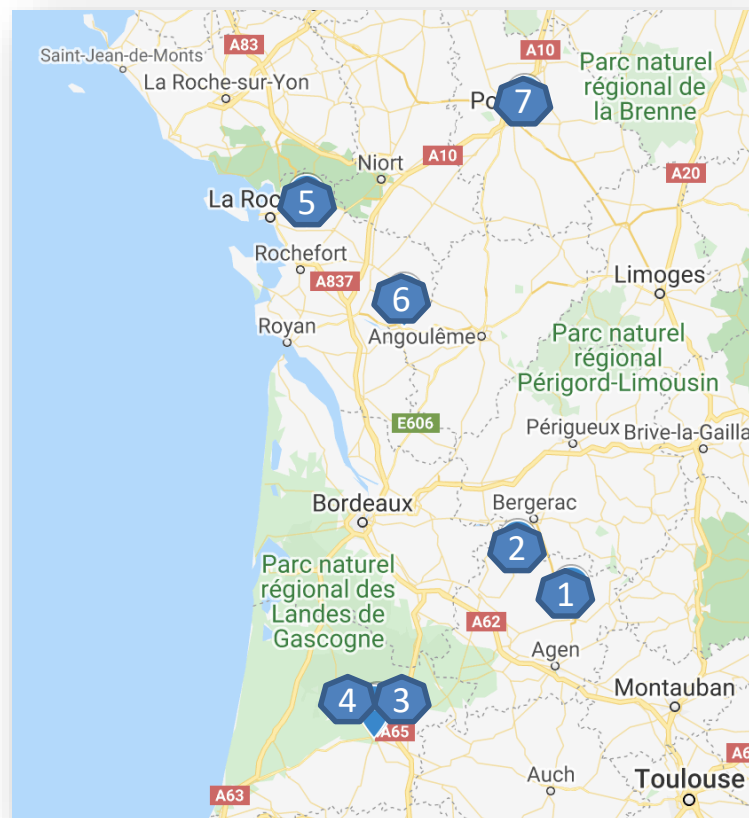 A83
A10
Saint-Jean-de-Monts
Parc naturel
régional de
la Brenne
La Roche-sur-Yon
Po
7
A10
Niort
A20
La Roc
5
Rochefort
A837
Limoges
6
Royan
Angoulême
Parc naturel
régional
Périgord-Limousin
E606
Périgueux
Brive-la-Gailla
Bordeaux
Bergerac
2
Parc naturel
régional des
Landes de
Gascogne
1
A62
Agen
Montauban
4
3
A65
A6
Auch
Toulouse
A63